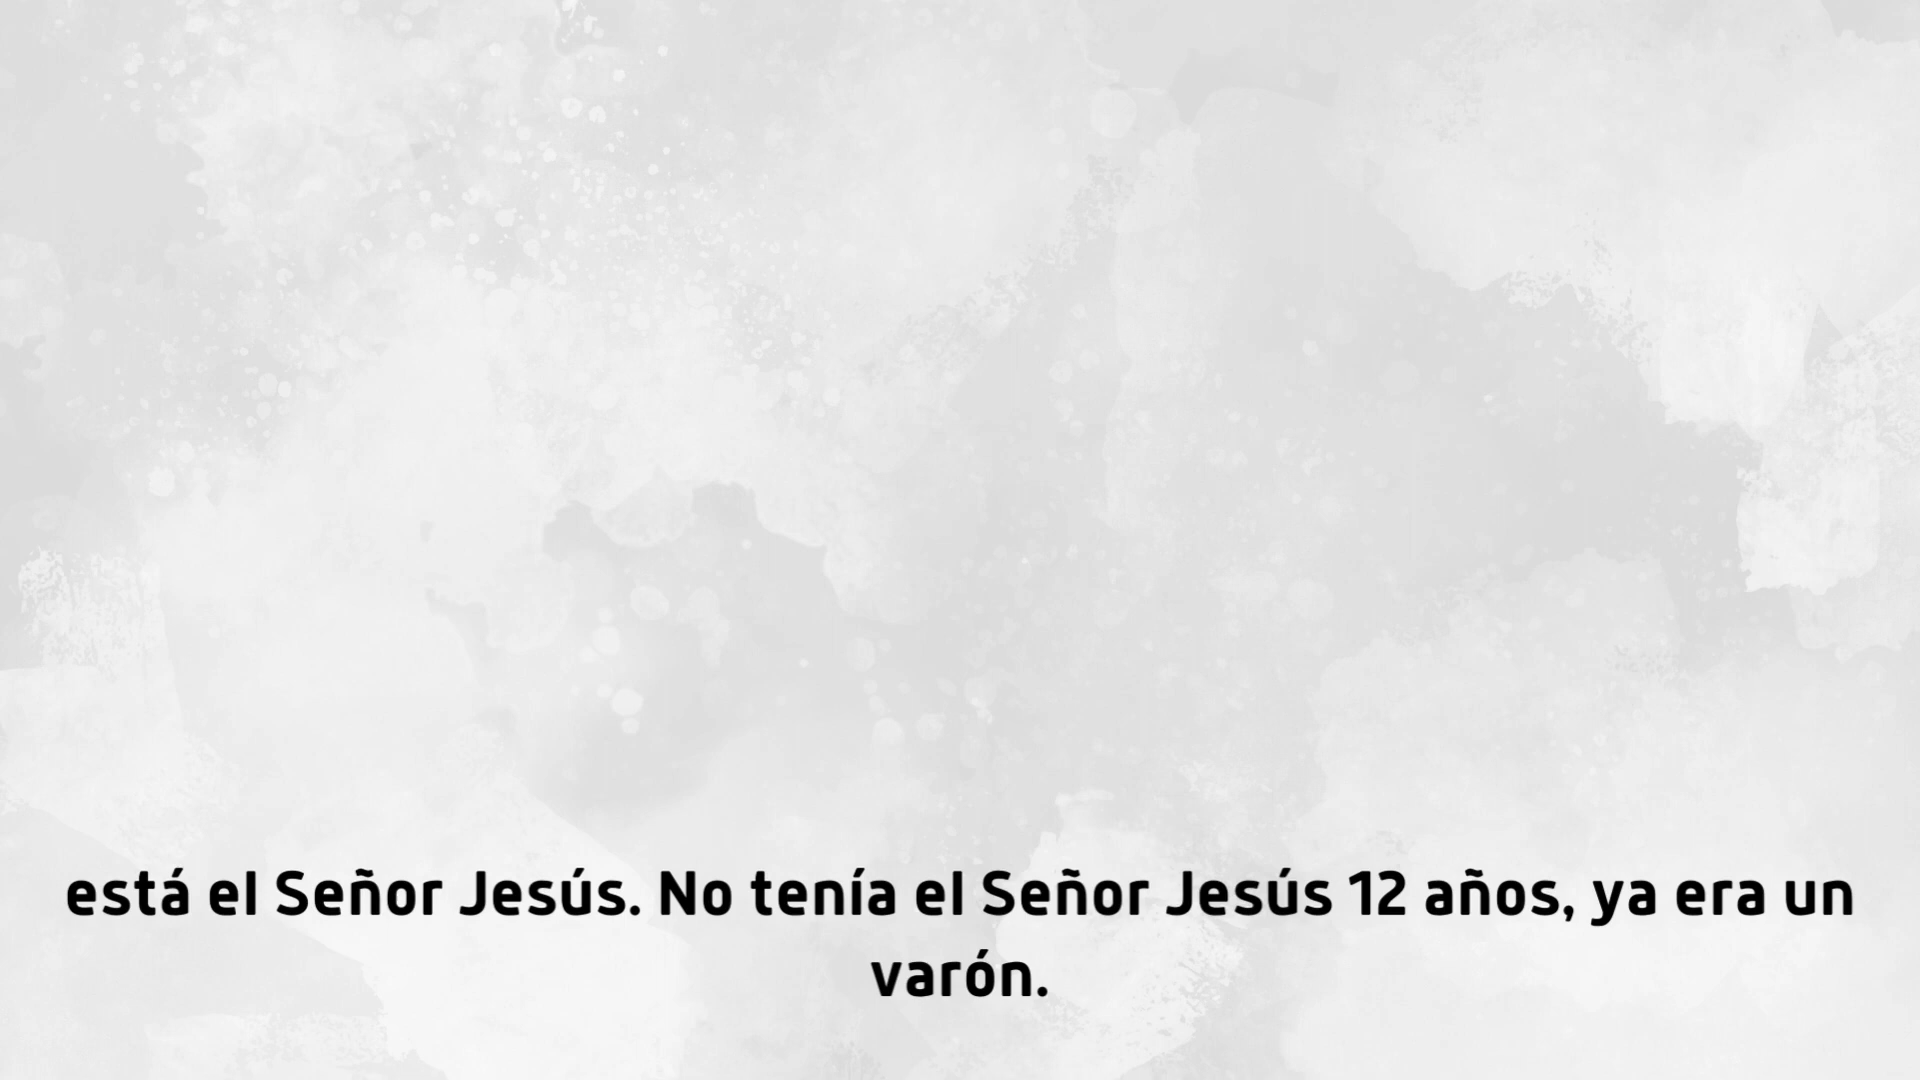 está el Señor Jesús. No tenía el Señor Jesús 12 años, ya era un
varón.